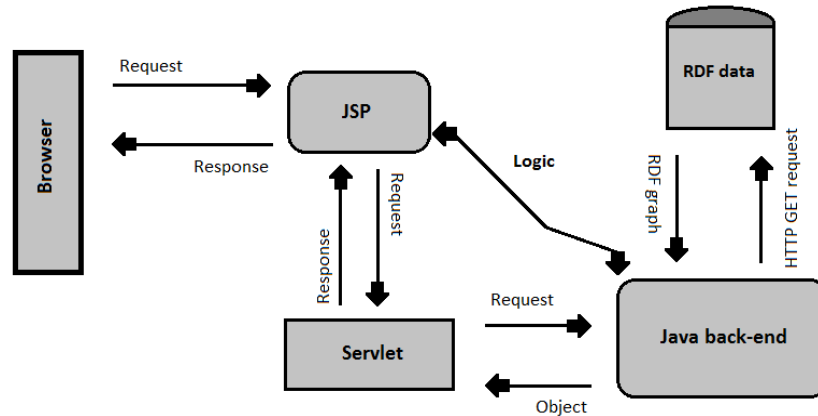 Request
RDF data
JSP
Browser
Response
Logic
Request
Response
RDF graph
HTTP GET request
Request
Servlet
Java back-end
Object